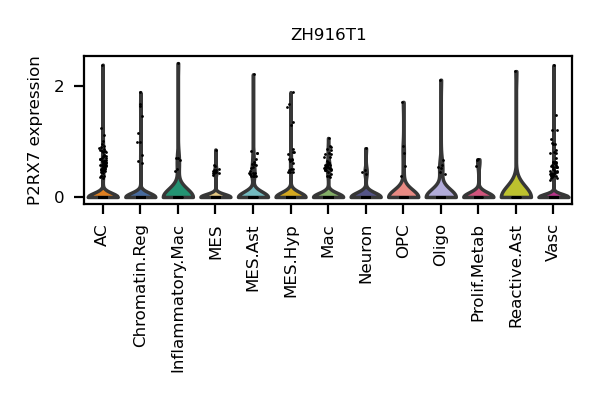 ZH916T1
P2RX7 expression
2
0
AC
Chromatin.Reg
Inflammatory.Mac
MES
MES.Ast
MES.Hyp
Mac
Neuron
OPC
Oligo
Prolif.Metab
Reactive.Ast
Vasc